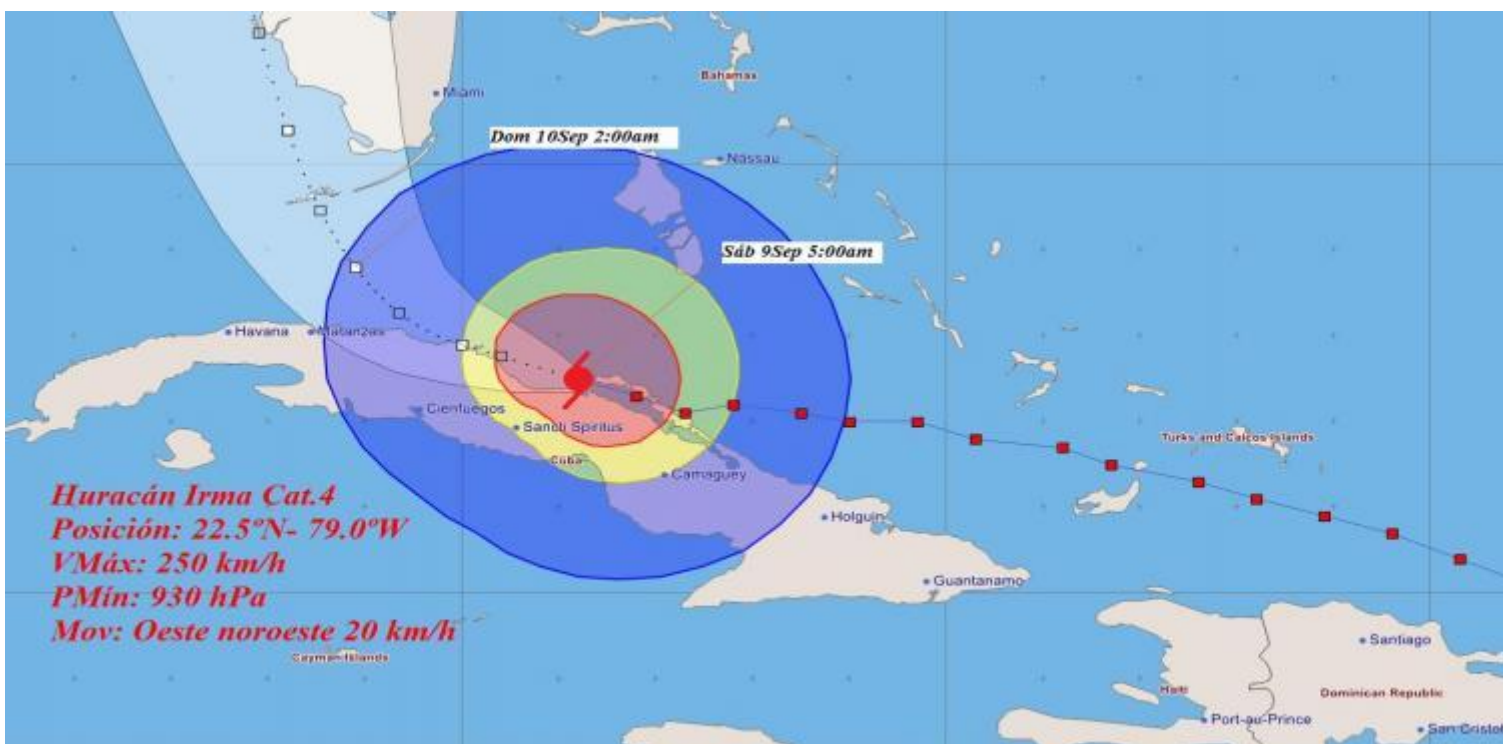 Miami
Bahamas
Dom 10Sep 2:00am
Nassau
Sáb 9Sep 5:00am
Havana
Matanzas
Cienfuegos
Sancti Spiritus
Cuba
Camaguey
Turks and Caicos Islands
Holguin
Guantanamo
Huracán Irma Cat.4
Posición: 22.5ºN- 79.0ºW
VMáx: 250 km/h
PMín: 930 hPa
Mov: Oeste noroeste 20 km/h
Cayman Islands
Santiago
Haiti
Dominican Republic
Port-au-Prince
San Cristob